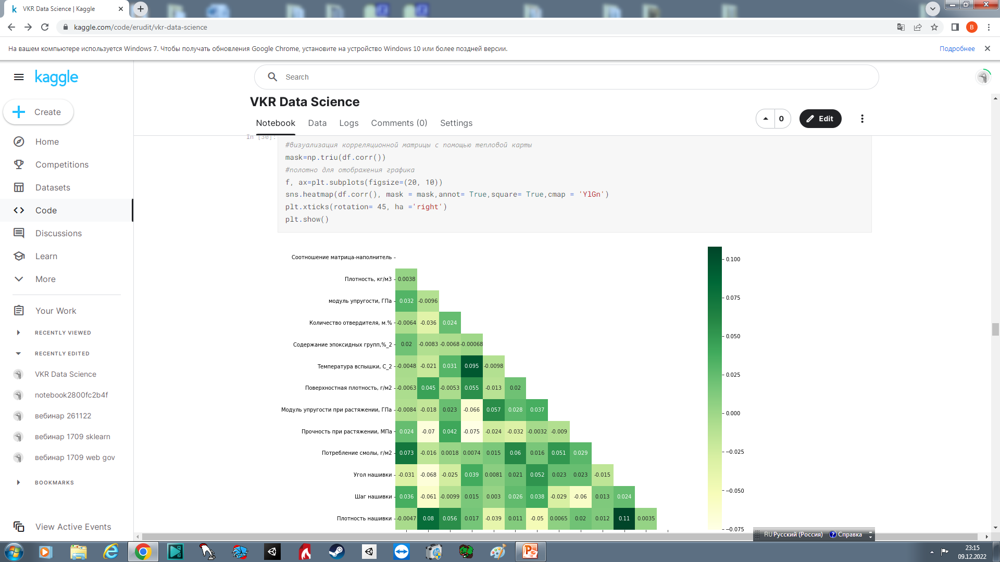 VKR Data Science | Kaggle
kaggle.com/code/erudit/vkr-data-science
B
На вашем компьютере используется Windows 7. Чтобы получать обновления Google Chrome, установите на устройство Windows 10 или более поздней версии.
Подробнее
kaggle
Search
Create
VKR Data Science
Notebook Data Logs Comments (0) Settings
0
Edit
Home
Competitions
Datasets
Code
Discussions
Learn
More
Your Work
RECENTLY VIEWED
RECENTLY EDITED
VKR Data Science
notebook2800fc2b4f
вебинар 261122
вебинар 1709 sklearn
вебинар 1709 web gov
BOOKMARKS
View Active Events
In [30]:
#визуализация корреляционной матрицы с помощью тепловой карты
mask=np.triu(df.corr())
#полотно для отображения графика
f, ax=plt.subplots(figsize=(20, 10))
sns.heatmap(df.corr(), mask = mask,annot= True,square= True,cmap = 'YlGn')
plt.xticks(rotation= 45, ha ='right')
plt.show()
Соотношение матрица-наполнитель
Плотность, кг/м3 0.0038
модуль упругости, ГПа 0.032 -0.0096
Количество отвердителя, м.% -0.0064 -0.036 0.024
Содержание эпоксидных групп,%_2 0.02 -0.0083 -0.0068 -0.00068
Температура вспышки, С_2 -0.0048 -0.021 0.031 0.095 -0.0098
Поверхностная плотность, г/м2 -0.0063 0.045 -0.0053 0.055 -0.013 0.02
Модуль упругости при растяжении, ГПа -0.0084 -0.018 0.023 -0.066 0.057 0.028 0.037
Прочность при растяжении, МПа 0.024 -0.07 0.042 -0.075 -0.024 -0.032 -0.0032 -0.009
Потребление смолы, г/м2 0.073 -0.016 0.0018 0.0074 0.015 0.06 0.016 0.051 0.029
Угол нашивки -0.031 -0.068 -0.025 0.039 0.0081 0.021 0.052 0.023 0.023 -0.015
Шаг нашивки 0.036 -0.061 -0.0099 0.015 0.003 0.026 0.038 -0.029 -0.06 0.013 0.024
Плотность нашивки -0.0047 0.08 0.056 0.017 -0.039 0.011 -0.05 0.0065 0.02 0.012 0.11 0.0035
0.100
0.075
0.050
0.025
0.000
−0.025
−0.050
−0.075
RU Русский (Россия) Справка
23:15
09.12.2022